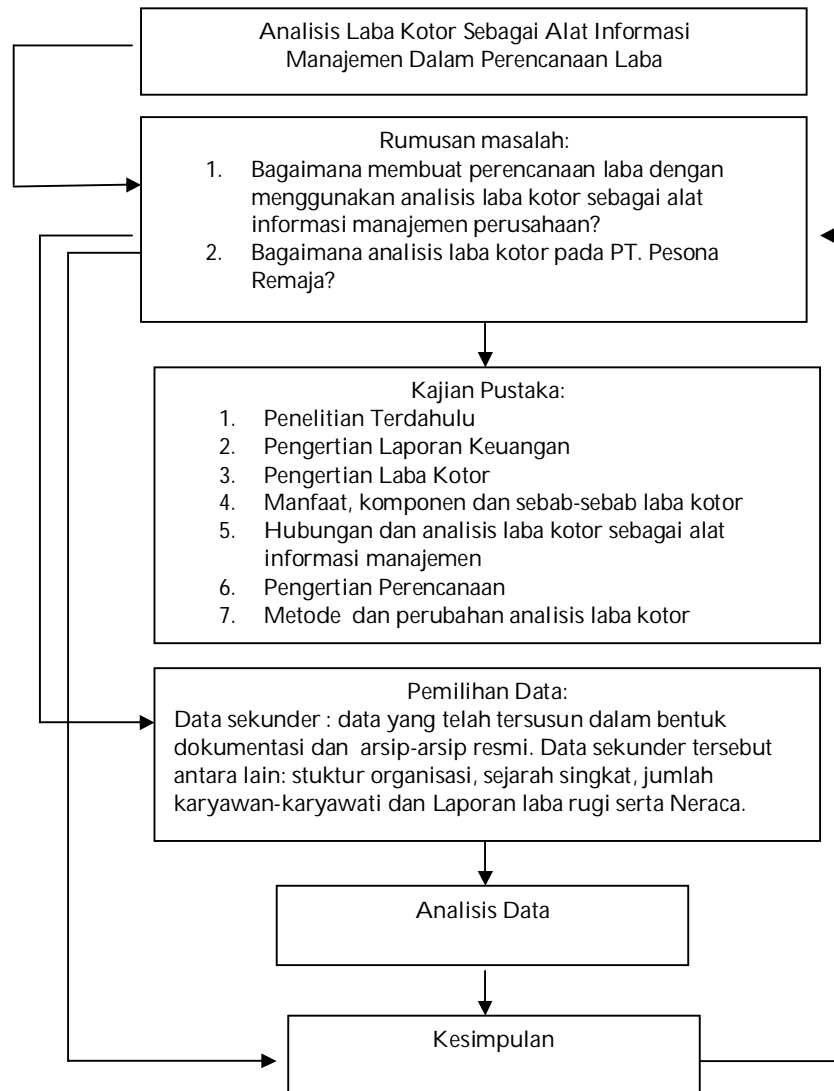 Analisis Laba Kotor Sebagai Alat Informasi
Manajemen Dalam Perencanaan Laba
Rumusan masalah:
1. Bagaimana membuat perencanaan laba dengan
menggunakan analisis laba kotor sebagai alat
informasi manajemen perusahaan?
2. Bagaimana analisis laba kotor pada PT. Pesona
Remaja?
Kajian Pustaka:
1. Penelitian Terdahulu
2. Pengertian Laporan Keuangan
3. Pengertian Laba Kotor
4. Manfaat, komponen dan sebab-sebab laba kotor
5. Hubungan dan analisis laba kotor sebagai alat
informasi manajemen
6. Pengertian Perencanaan
7. Metode dan perubahan analisis laba kotor
Pemilihan Data:
Data sekunder : data yang telah tersusun dalam bentuk
dokumentasi dan arsip-arsip resmi. Data sekunder tersebut
antara lain: stuktur organisasi, sejarah singkat, jumlah
karyawan-karyawati dan Laporan laba rugi serta Neraca.
Analisis Data
Kesimpulan